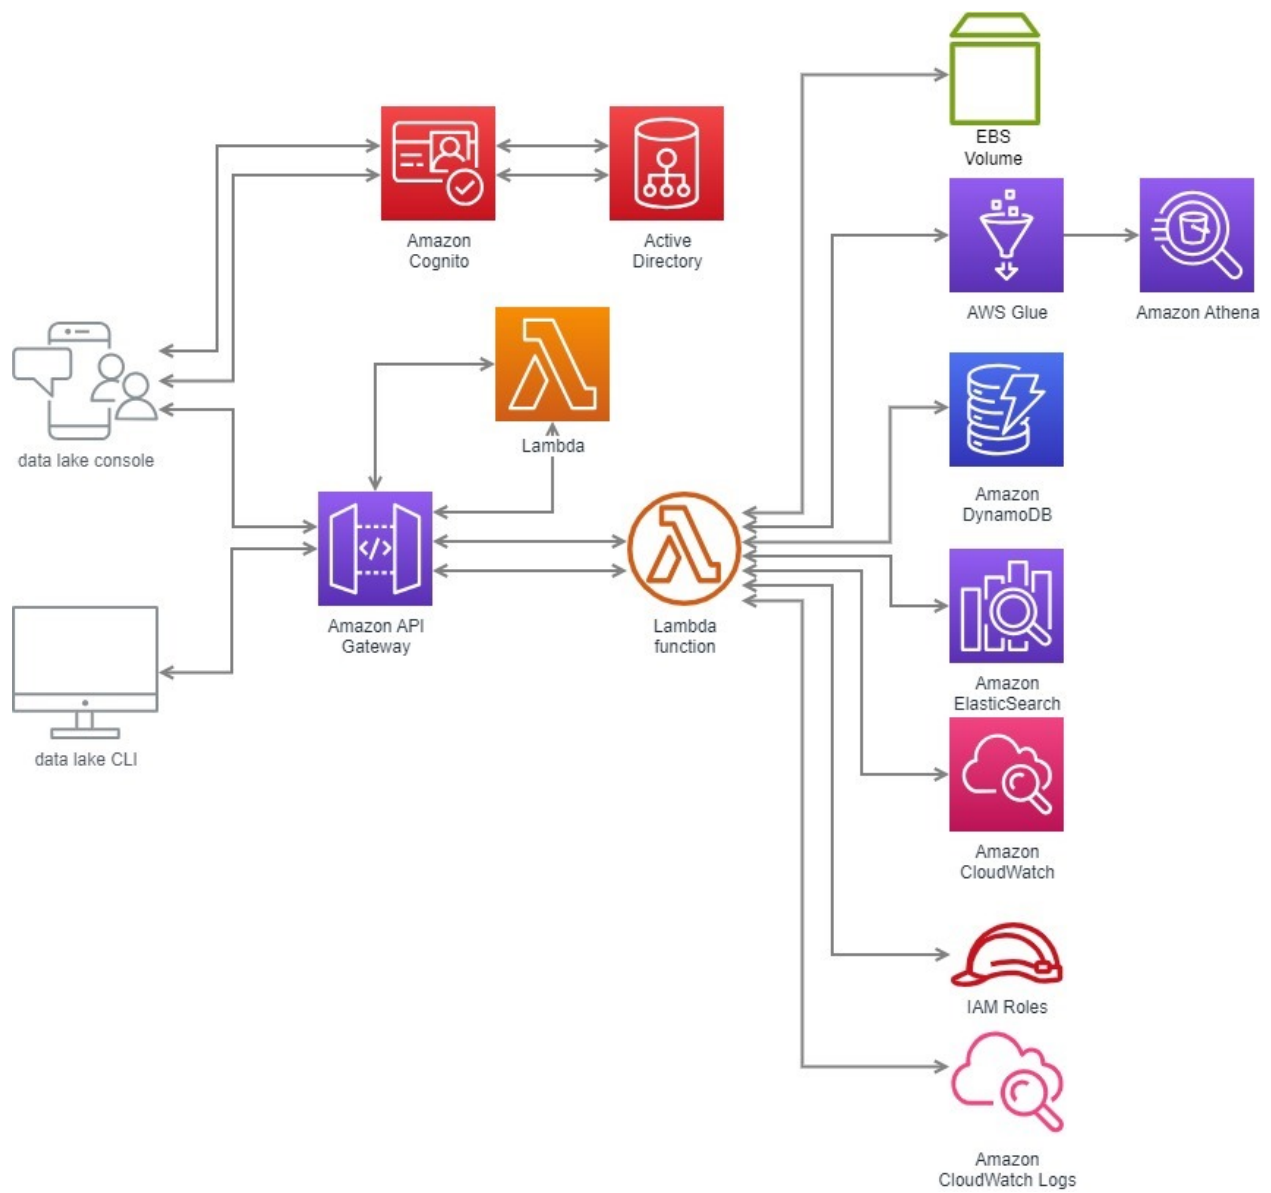 EBS
Volume
Amazon
Cognito
Active
Directory
AWS Glue
Amazon Athena
Lambda
data lake console
Amazon
DynamoDB
</>
Amazon API
Gateway
Lambda
function
Amazon
ElasticSearch
data lake CLI
Amazon
CloudWatch
IAM Roles
Amazon
CloudWatch Logs